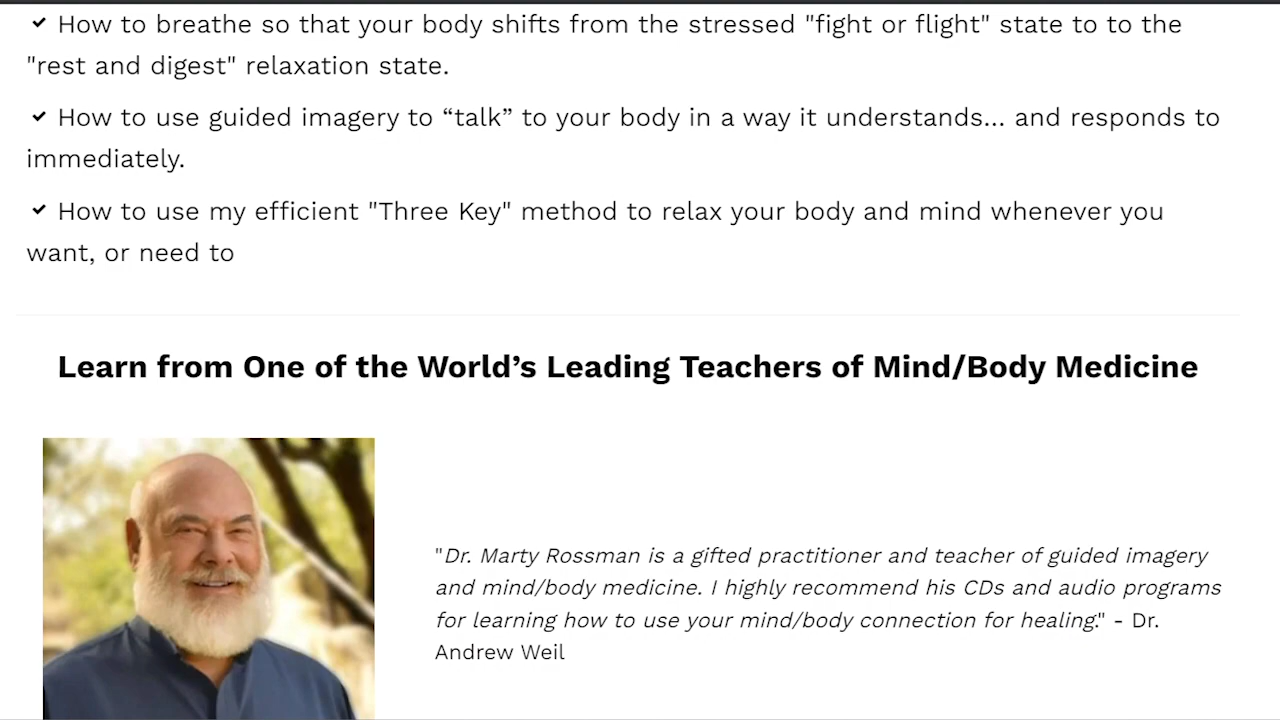 ✔ How to breathe so that your body shifts from the stressed "fight or flight" state to to the
"rest and digest" relaxation state.
✔ How to use guided imagery to “talk” to your body in a way it understands... and responds to
immediately.
✔ How to use my efficient "Three Key" method to relax your body and mind whenever you
want, or need to
Learn from One of the World’s Leading Teachers of Mind/Body Medicine
"Dr. Marty Rossman is a gifted practitioner and teacher of guided imagery
and mind/body medicine. I highly recommend his CDs and audio programs
for learning how to use your mind/body connection for healing." - Dr.
Andrew Weil